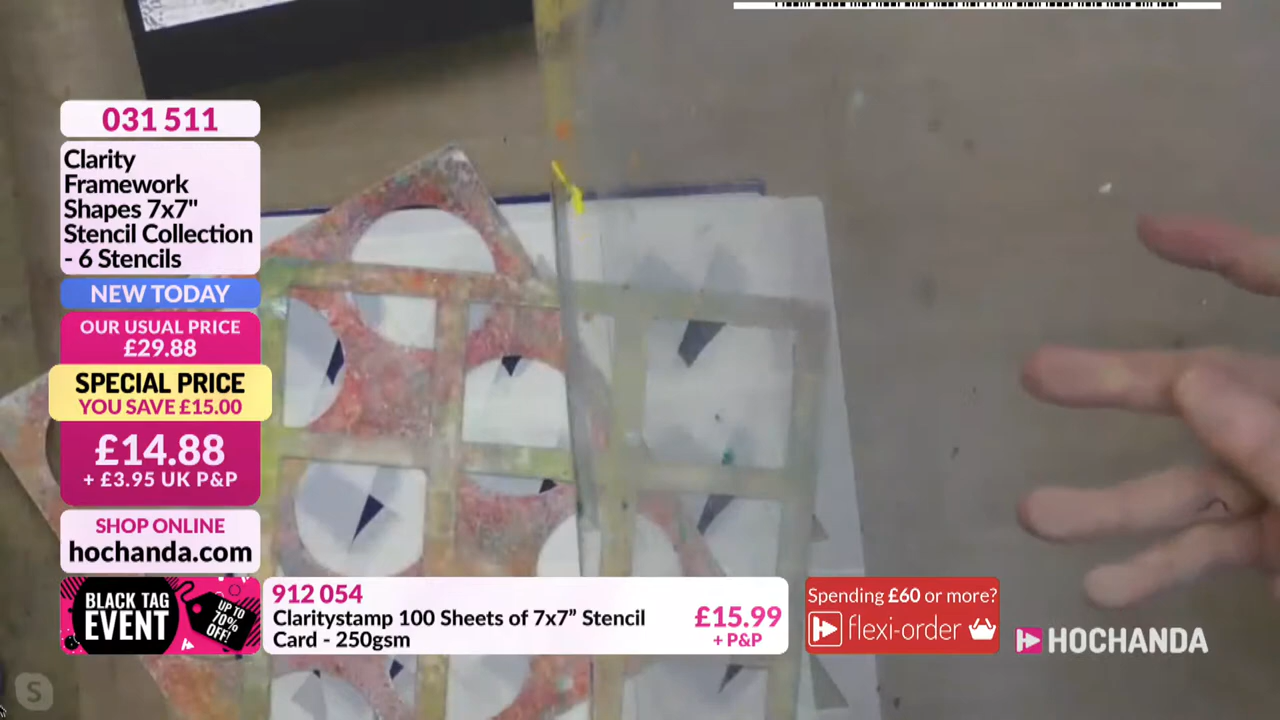 031 511
Clarity
Framework
Shapes 7x7"
Stencil Collection
- 6 Stencils
NEW TODAY
OUR USUAL PRICE
£29.88
SPECIAL PRICE
YOU SAVE £15.00
£14.88
+ £3.95 UK P&P
SHOP ONLINE
hochanda.com
BLACK TAG
EVENT
UP TO
70%
OFF!
912 054
Claritystamp 100 Sheets of 7x7” Stencil
Card - 250gsm
£15.99
+ P&P
Spending £60 or more?
flexi-order
HOCHANDA
S